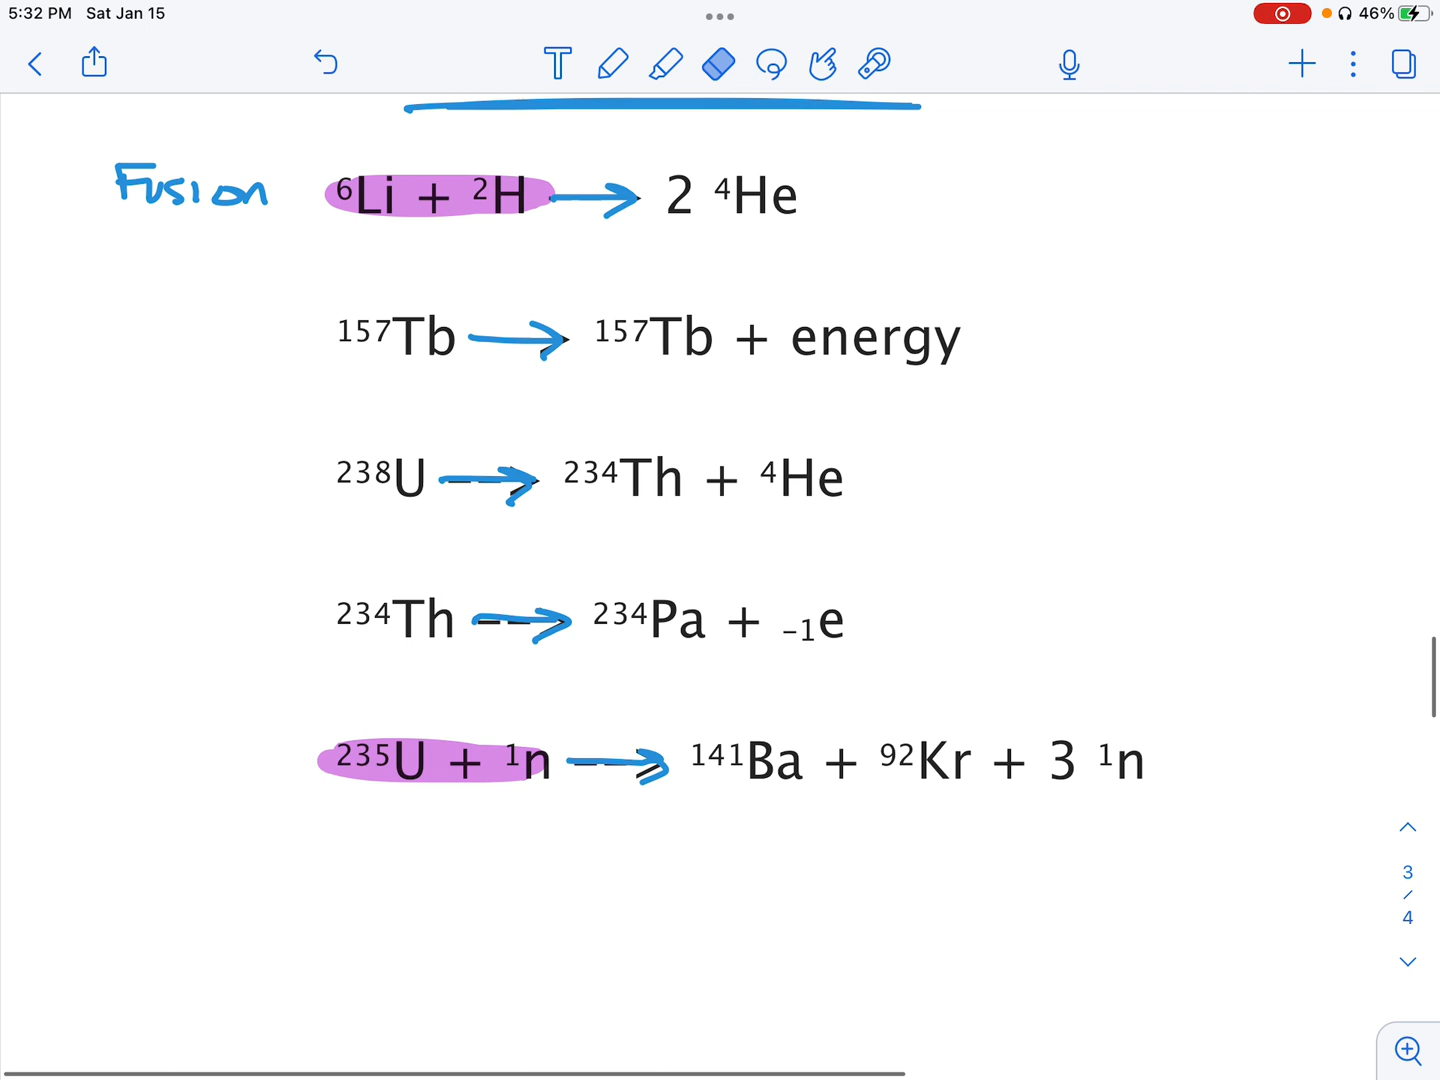 5:32 PM Sat Jan 15 46%
T
Fusion ⁶Li + ²H → 2 ⁴He
¹⁵⁷Tb → ¹⁵⁷Tb + energy
²³⁸U → ²³⁴Th + ⁴He
²³⁴Th → ²³⁴Pa + ₋₁e
²³⁵U + ¹n → ¹⁴¹Ba + ⁹²Kr + 3 ¹n
3
/
4